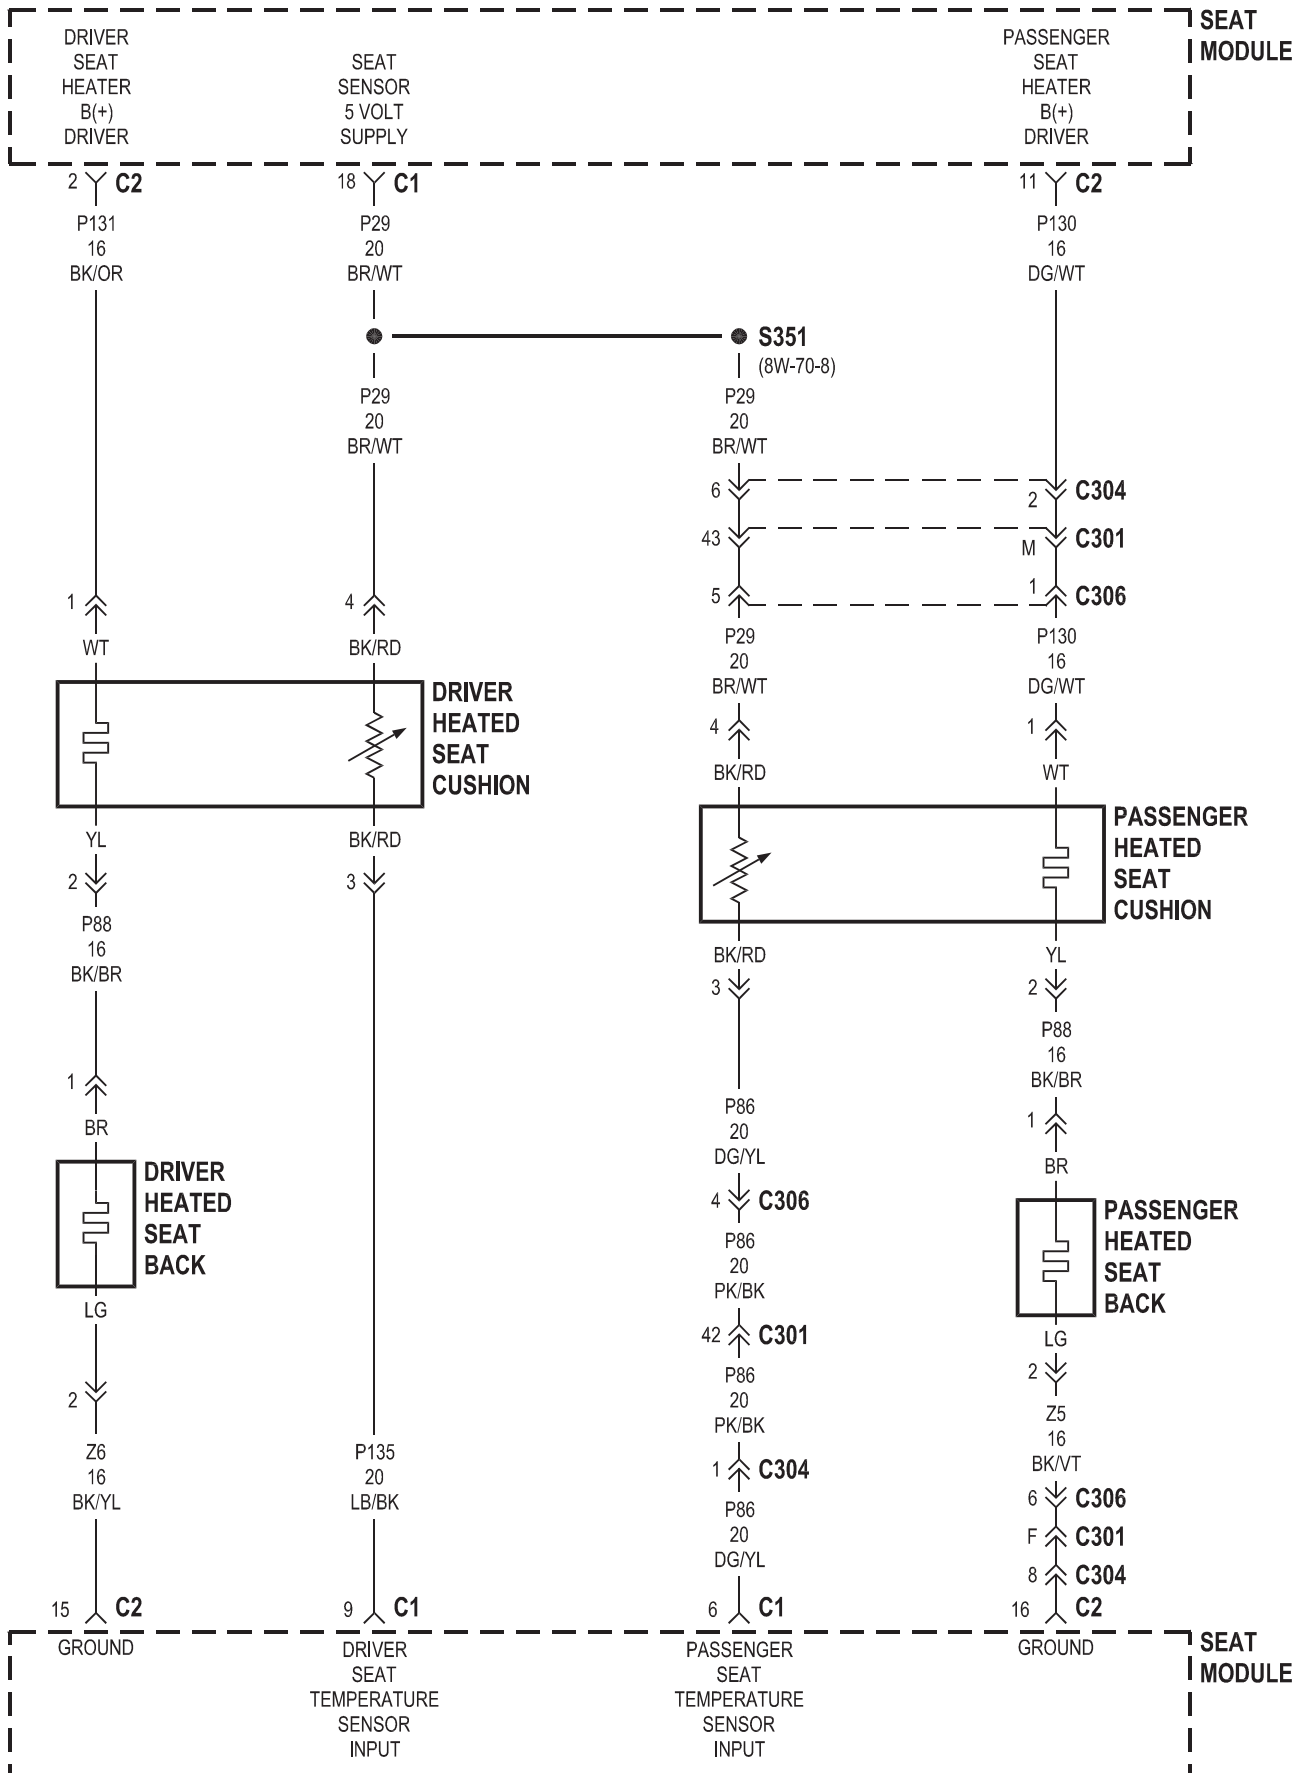 DRIVER
SEAT
HEATER
B(+)
DRIVER
SEAT
SENSOR
5 VOLT
SUPPLY
PASSENGER
SEAT
HEATER
B(+)
DRIVER
SEAT
MODULE
2 C2
18 C1
11 C2
P131
16
BK/OR
P29
20
BR/WT
P130
16
DG/WT
S351
(8W-70-8)
P29
20
BR/WT
P29
20
BR/WT
6
2 C304
43
M C301
5
1 C306
1
4
WT
BK/RD
P29
20
BR/WT
P130
16
DG/WT
DRIVER
HEATED
SEAT
CUSHION
4
1
BK/RD
WT
YL
BK/RD
PASSENGER
HEATED
SEAT
CUSHION
2
3
P88
16
BK/BR
BK/RD
YL
3
2
P88
16
BK/BR
1
BR
P86
20
DG/YL
1
BR
DRIVER
HEATED
SEAT
BACK
4 C306
PASSENGER
HEATED
SEAT
BACK
P86
20
PK/BK
LG
42 C301
LG
2
2
P86
20
PK/BK
Z5
16
BK/VT
Z6
16
BK/YL
P135
20
LB/BK
1 C304
6 C306
P86
20
DG/YL
F C301
8 C304
15 C2
9 C1
6 C1
16 C2
GROUND
DRIVER
SEAT
TEMPERATURE
SENSOR
INPUT
PASSENGER
SEAT
TEMPERATURE
SENSOR
INPUT
GROUND
SEAT
MODULE